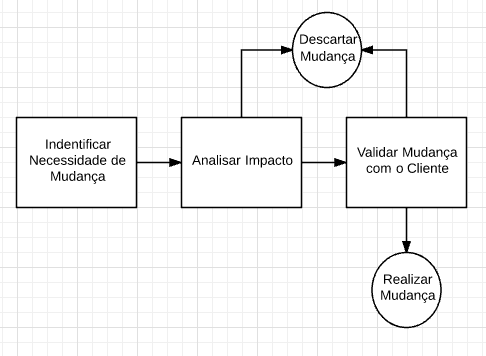 Descartar
Mudança
Indentificar
Necessidade de
Mudança
Analisar Impacto
Validar Mudança
com o Cliente
Realizar
Mudança